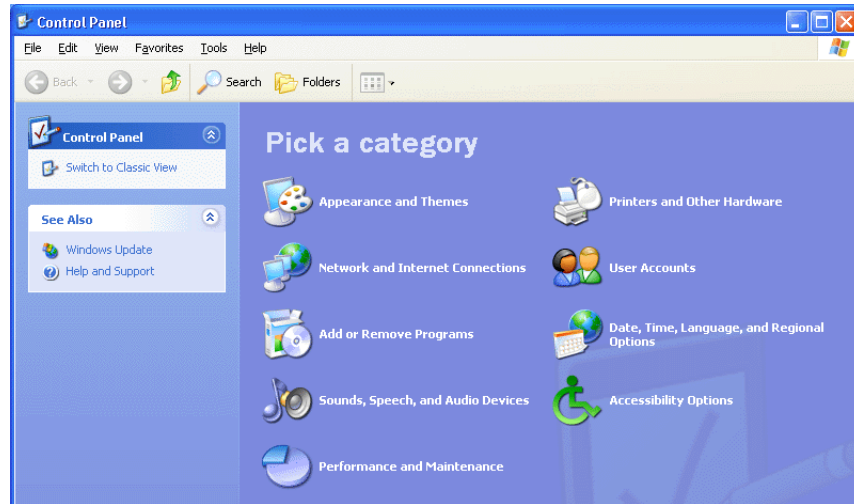 Control Panel
File Edit View Favorites Tools Help
Back Search Folders
Control Panel
Switch to Classic View
See Also
Windows Update
Help and Support
Pick a category
Appearance and Themes
Printers and Other Hardware
Network and Internet Connections
User Accounts
Add or Remove Programs
Date, Time, Language, and Regional
Options
Sounds, Speech, and Audio Devices
Accessibility Options
Performance and Maintenance